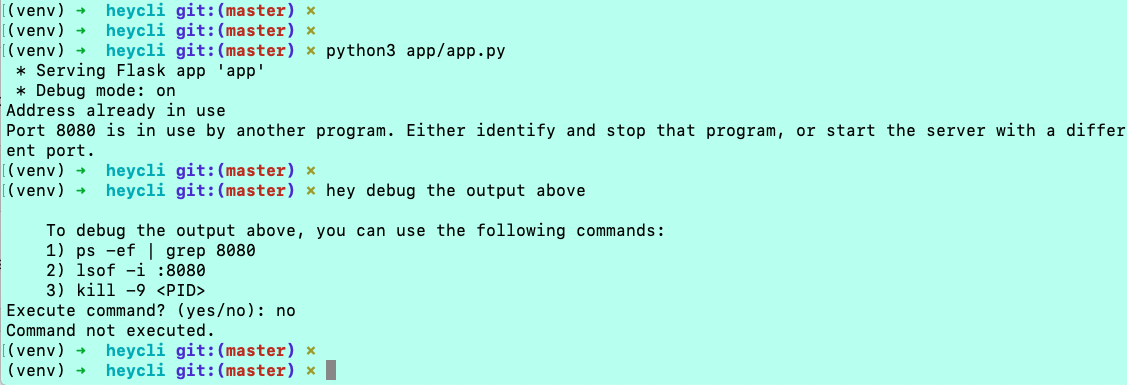 (venv) → heycli git:(master) ×
(venv) → heycli git:(master) ×
(venv) → heycli git:(master) × python3 app/app.py
 * Serving Flask app 'app'
 * Debug mode: on
Address already in use
Port 8080 is in use by another program. Either identify and stop that program, or start the server with a differ
ent port.
(venv) → heycli git:(master) ×
(venv) → heycli git:(master) × hey debug the output above
    To debug the output above, you can use the following commands:
    1) ps -ef | grep 8080
    2) lsof -i :8080
    3) kill -9 <PID>
Execute command? (yes/no): no
Command not executed.
(venv) → heycli git:(master) ×
(venv) → heycli git:(master) ×